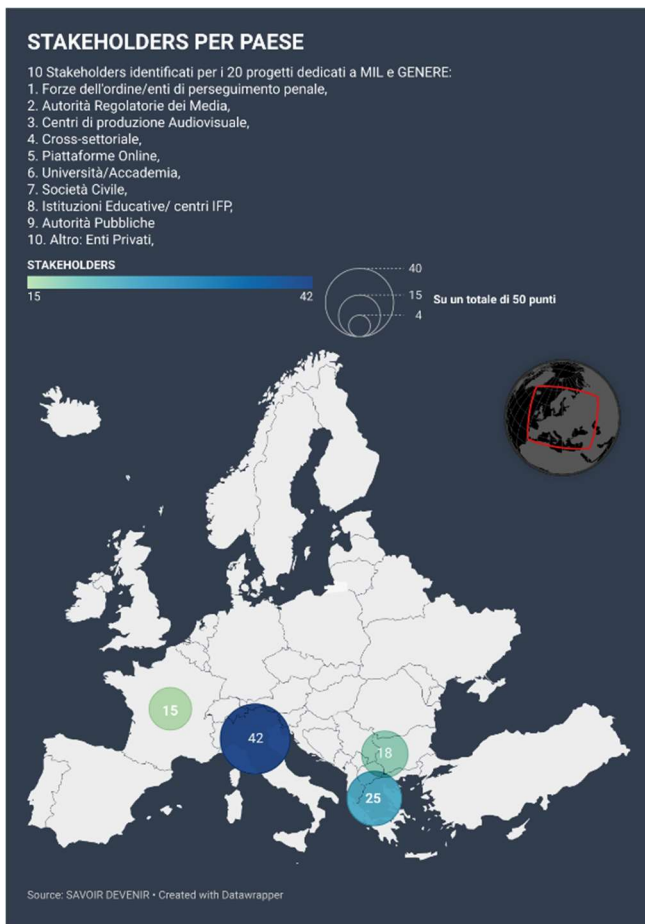 STAKEHOLDERS PER PAESE
10 Stakeholders identificati per i 20 progetti dedicati a MIL e GENERE:
1. Forze dell'ordine/enti di perseguimento penale,
2. Autorità Regolatorie dei Media,
3. Centri di produzione Audiovisuale,
4. Cross-settoriale,
5. Piattaforme Online,
6. Università/Accademia,
7. Società Civile,
8. Istituzioni Educative/ centri IFP,
9. Autorità Pubbliche
10. Altro: Enti Privati,
STAKEHOLDERS
15 42
40
15
4
Su un totale di 50 punti
15
42
18
25
Source: SAVOIR DEVENIR • Created with Datawrapper